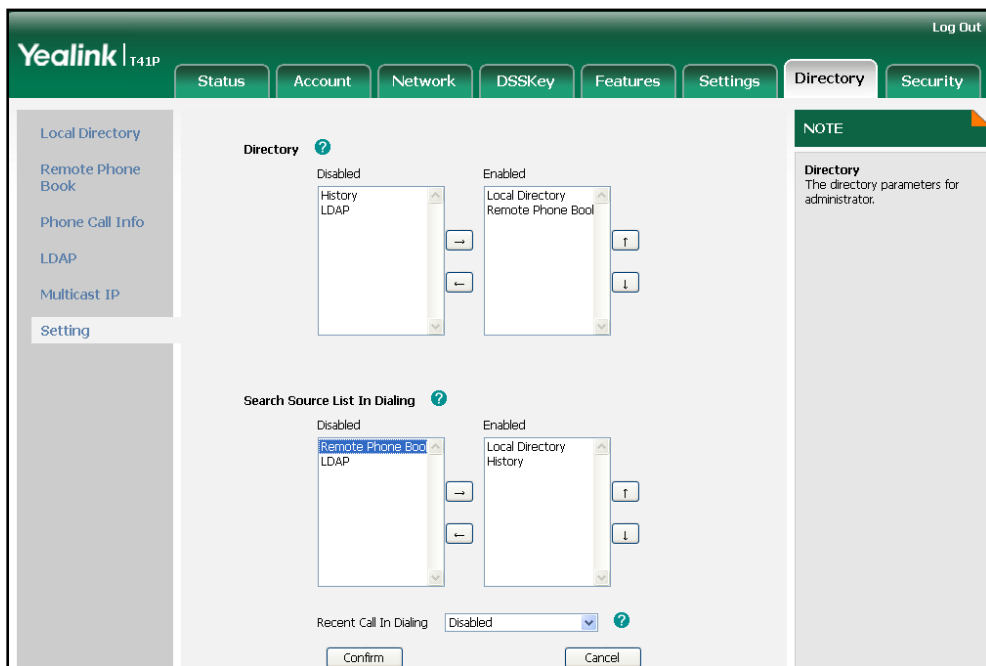 Log Out
Yealink T41P
Status Account Network DSSKey Features Settings Directory Security
Local Directory
Remote Phone
Book
Phone Call Info
LDAP
Multicast IP
Setting
Directory ?
Disabled Enabled
History
LDAP
Local Directory
Remote Phone Bool
→ ↑
← ↓
Search Source List In Dialing ?
Disabled Enabled
Remote Phone Boo
LDAP
Local Directory
History
→ ↑
← ↓
Recent Call In Dialing Disabled ?
Confirm Cancel
NOTE
Directory
The directory parameters for
administrator.